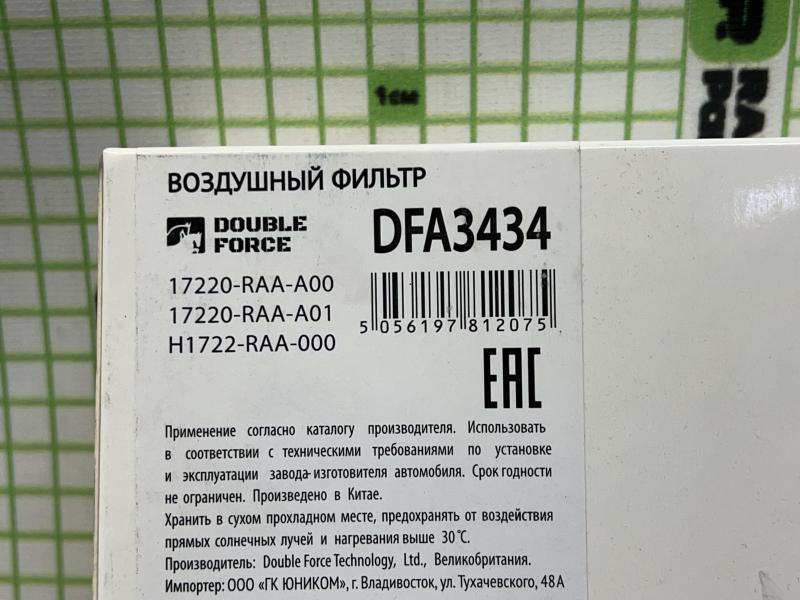 1см
RA
Pa
ВОЗДУШНЫЙ ФИЛЬТР
DOUBLE FORCE
DFA3434
17220-RAA-A00
17220-RAA-A01
H1722-RAA-000
5 056197 812075
EAC
Применение согласно каталогу производителя. Использовать
в соответствии с техническими требованиями по установке
и эксплуатации завода-изготовителя автомобиля. Срок годности
не ограничен. Произведено в Китае.
Хранить в сухом прохладном месте, предохранять от воздействия
прямых солнечных лучей и нагревания выше 30°С.
Производитель: Double Force Technology, Ltd., Великобритания.
Импортер: ООО «ГК ЮНИКОМ», г. Владивосток, ул. Тухачевского, 48А